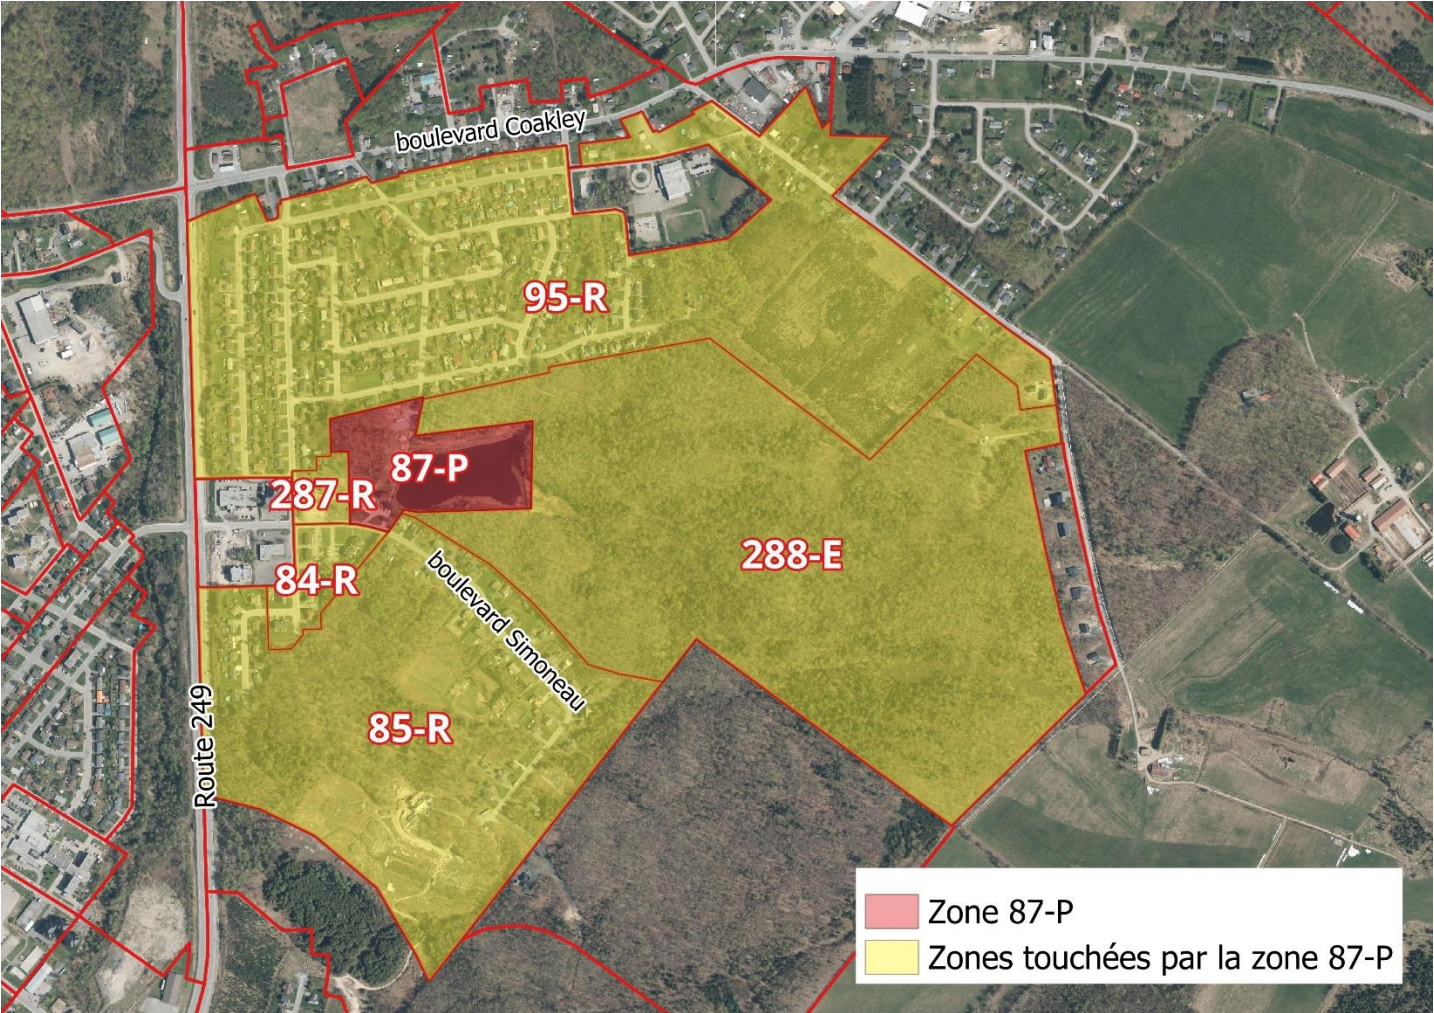 boulevard Coakley
95-R
87-P
287-R
288-E
84-R
boulevard Simoneau
85-R
Route 249
Zone 87-P
Zones touchées par la zone 87-P